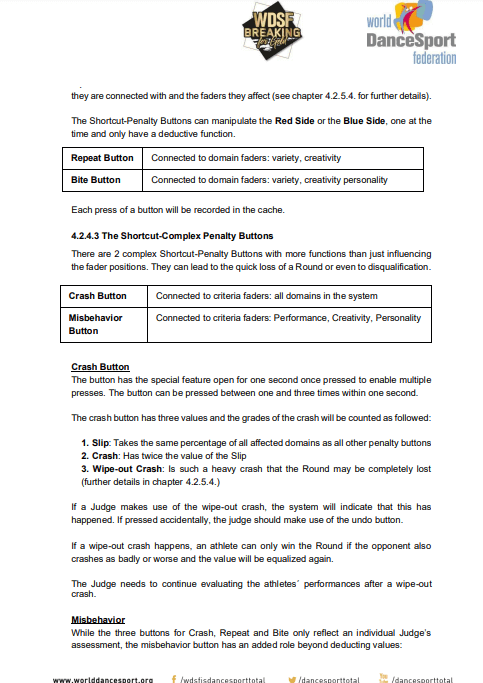 WDSF
BREAKING
for Gold
world
DanceSport
federation
they are connected with and the faders they affect (see chapter 4.2.5.4. for further details).
The Shortcut-Penalty Buttons can manipulate the Red Side or the Blue Side, one at the
time and only have a deductive function.
Repeat Button Connected to domain faders: variety, creativity
Bite Button Connected to domain faders: variety, creativity personality
Each press of a button will be recorded in the cache.
4.2.4.3 The Shortcut-Complex Penalty Buttons
There are 2 complex Shortcut-Penalty Buttons with more functions than just influencing
the fader positions. They can lead to the quick loss of a Round or even to disqualification.
Crash Button Connected to criteria faders: all domains in the system
Misbehavior Connected to criteria faders: Performance, Creativity, Personality
Button
Crash Button
The button has the special feature open for one second once pressed to enable multiple
presses. The button can be pressed between one and three times within one second.
The crash button has three values and the grades of the crash will be counted as followed:
1. Slip: Takes the same percentage of all affected domains as all other penalty buttons
2. Crash: Has twice the value of the Slip
3. Wipe-out Crash: Is such a heavy crash that the Round may be completely lost
(further details in chapter 4.2.5.4.)
If a Judge makes use of the wipe-out crash, the system will indicate that this has
happened. If pressed accidentally, the judge should make use of the undo button.
If a wipe-out crash happens, an athlete can only win the Round if the opponent also
crashes as badly or worse and the value will be equalized again.
The Judge needs to continue evaluating the athletes´ performances after a wipe-out
crash.
Misbehavior
While the three buttons for Crash, Repeat and Bite only reflect an individual Judge's
assessment, the misbehavior button has an added role beyond deducting values:
www.worlddancesport.org /wdsfisdancesporttotal /dancesporttotal /dancesporttotal